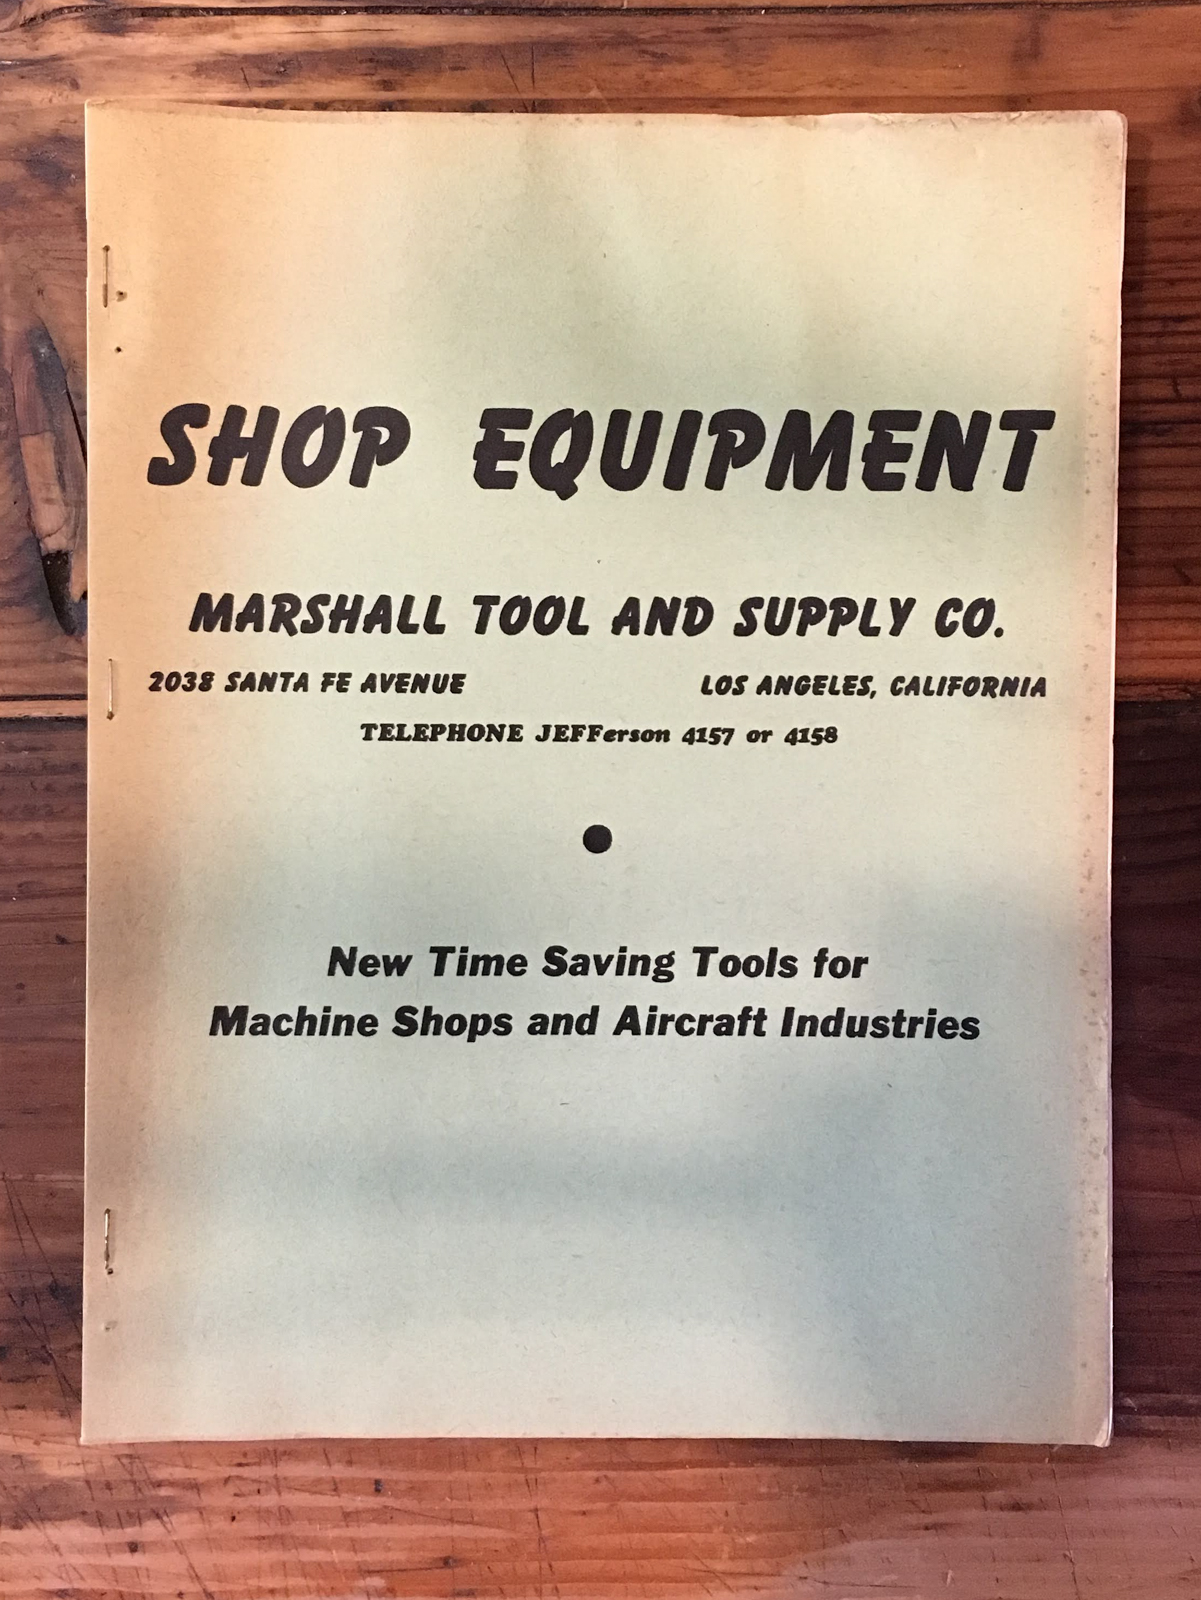 SHOP EQUIPMENT
MARSHALL TOOL AND SUPPLY CO.
2038 SANTA FE AVENUE LOS ANGELES, CALIFORNIA
TELEPHONE JEFFerson 4157 or 4158
New Time Saving Tools for
Machine Shops and Aircraft Industries